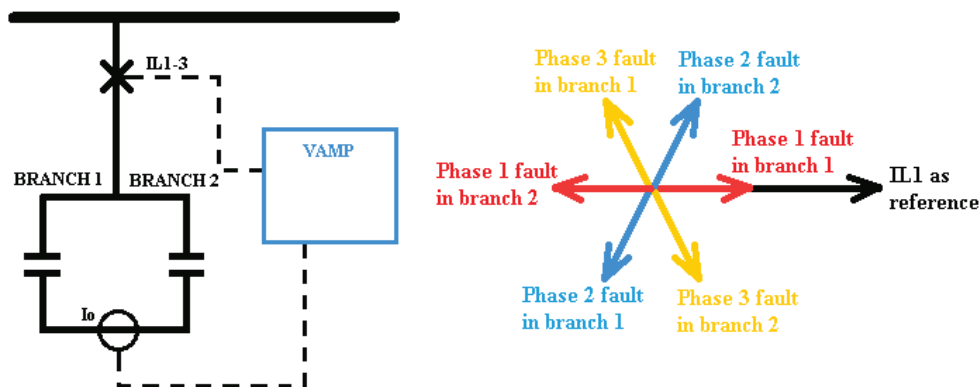 IL1-3
VAMP
BRANCH 1
BRANCH 2
Io
Phase 3 fault
in branch 1
Phase 2 fault
in branch 2
Phase 1 fault
in branch 2
Phase 1 fault
in branch 1
IL1 as
reference
Phase 2 fault
in branch 1
Phase 3 fault
in branch 2